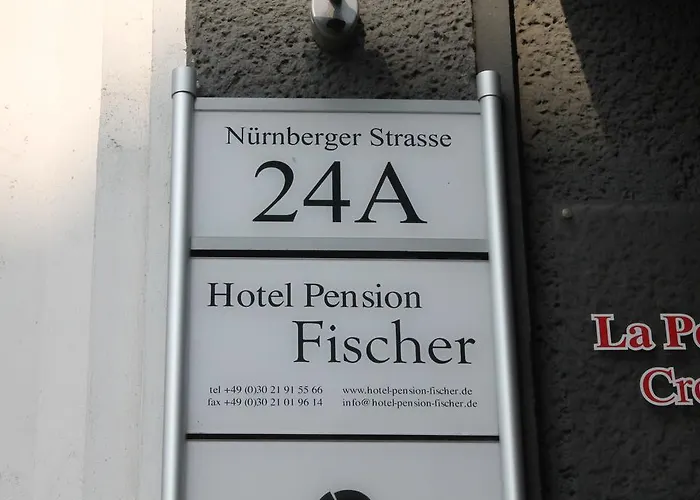 Nürnberger Strasse
24A
Hotel Pension
Fischer
tel +49 (0)30 21 91 55 66 www.hotel-pension-fischer.de
fax +49 (0)30 21 01 96 14 info@hotel-pension-fischer.de
La